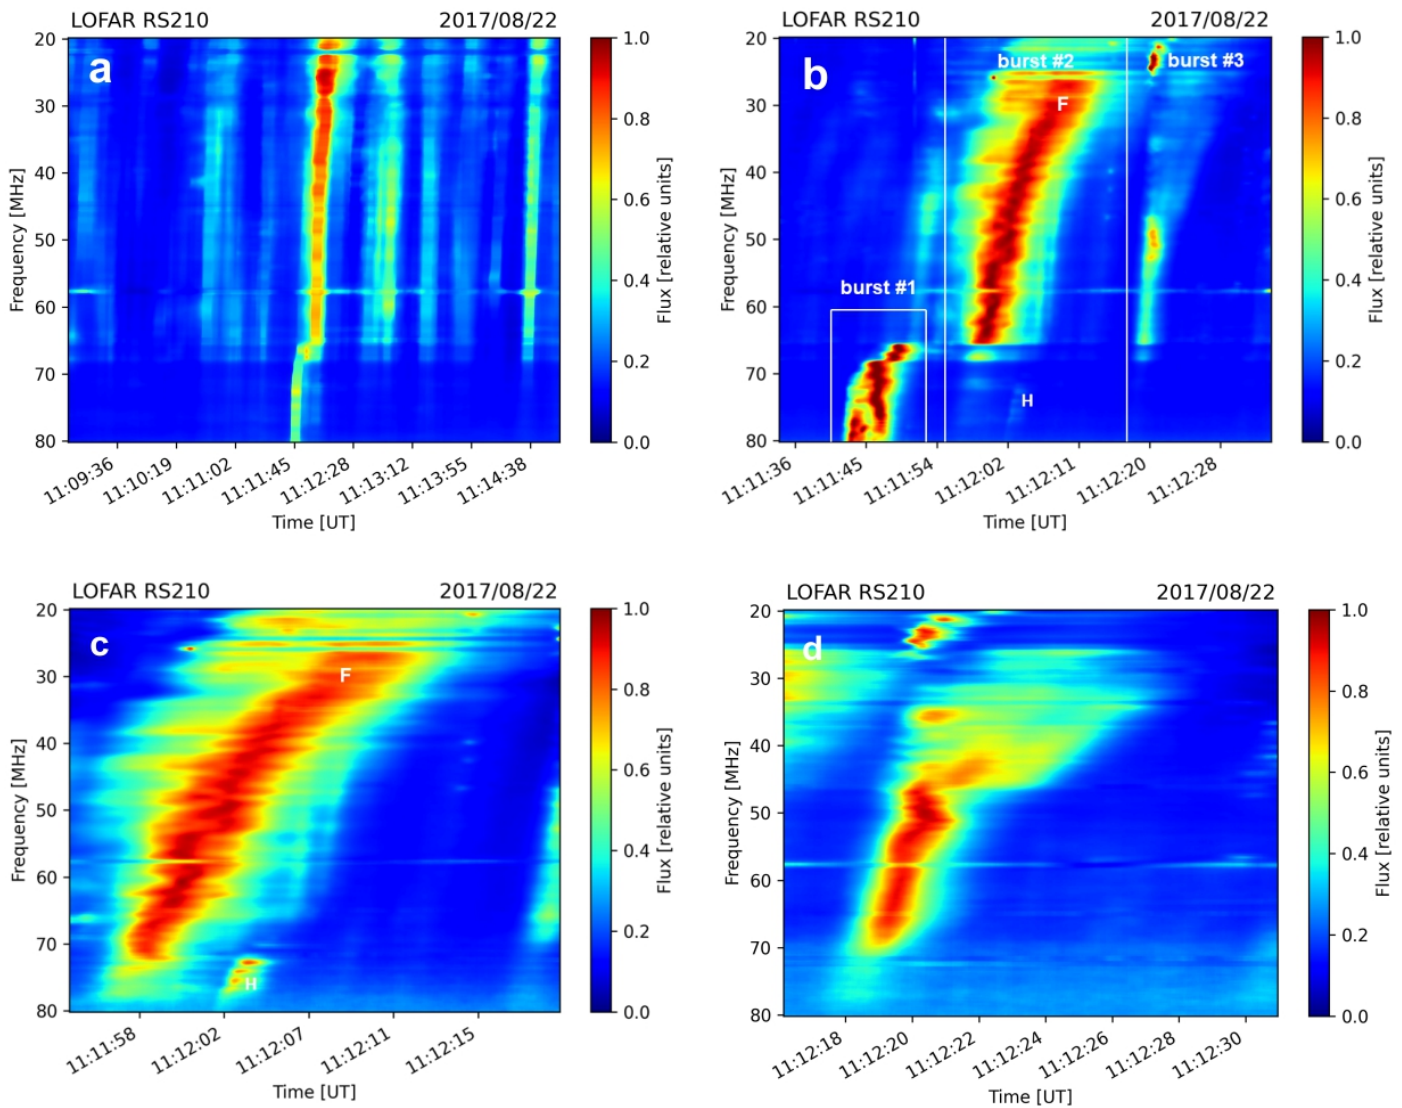 LOFAR RS210 2017/08/22
a
20
30
40
50
60
70
80
Frequency [MHz]
11:09:36
11:10:19
11:11:02
11:11:45
11:12:28
11:13:12
11:13:55
11:14:38
Time [UT]
1.0
0.8
0.6
0.4
0.2
0.0
Flux [relative units]
LOFAR RS210 2017/08/22
b
burst #2
burst #3
F
burst #1
H
20
30
40
50
60
70
80
Frequency [MHz]
11:11:36
11:11:45
11:11:54
11:12:02
11:12:11
11:12:20
11:12:28
Time [UT]
1.0
0.8
0.6
0.4
0.2
0.0
Flux [relative units]
LOFAR RS210 2017/08/22
c
F
H
20
30
40
50
60
70
80
Frequency [MHz]
11:11:58
11:12:02
11:12:07
11:12:11
11:12:15
Time [UT]
1.0
0.8
0.6
0.4
0.2
0.0
Flux [relative units]
LOFAR RS210 2017/08/22
d
20
30
40
50
60
70
80
Frequency [MHz]
11:12:18
11:12:20
11:12:22
11:12:24
11:12:26
11:12:28
11:12:30
Time [UT]
1.0
0.8
0.6
0.4
0.2
0.0
Flux [relative units]